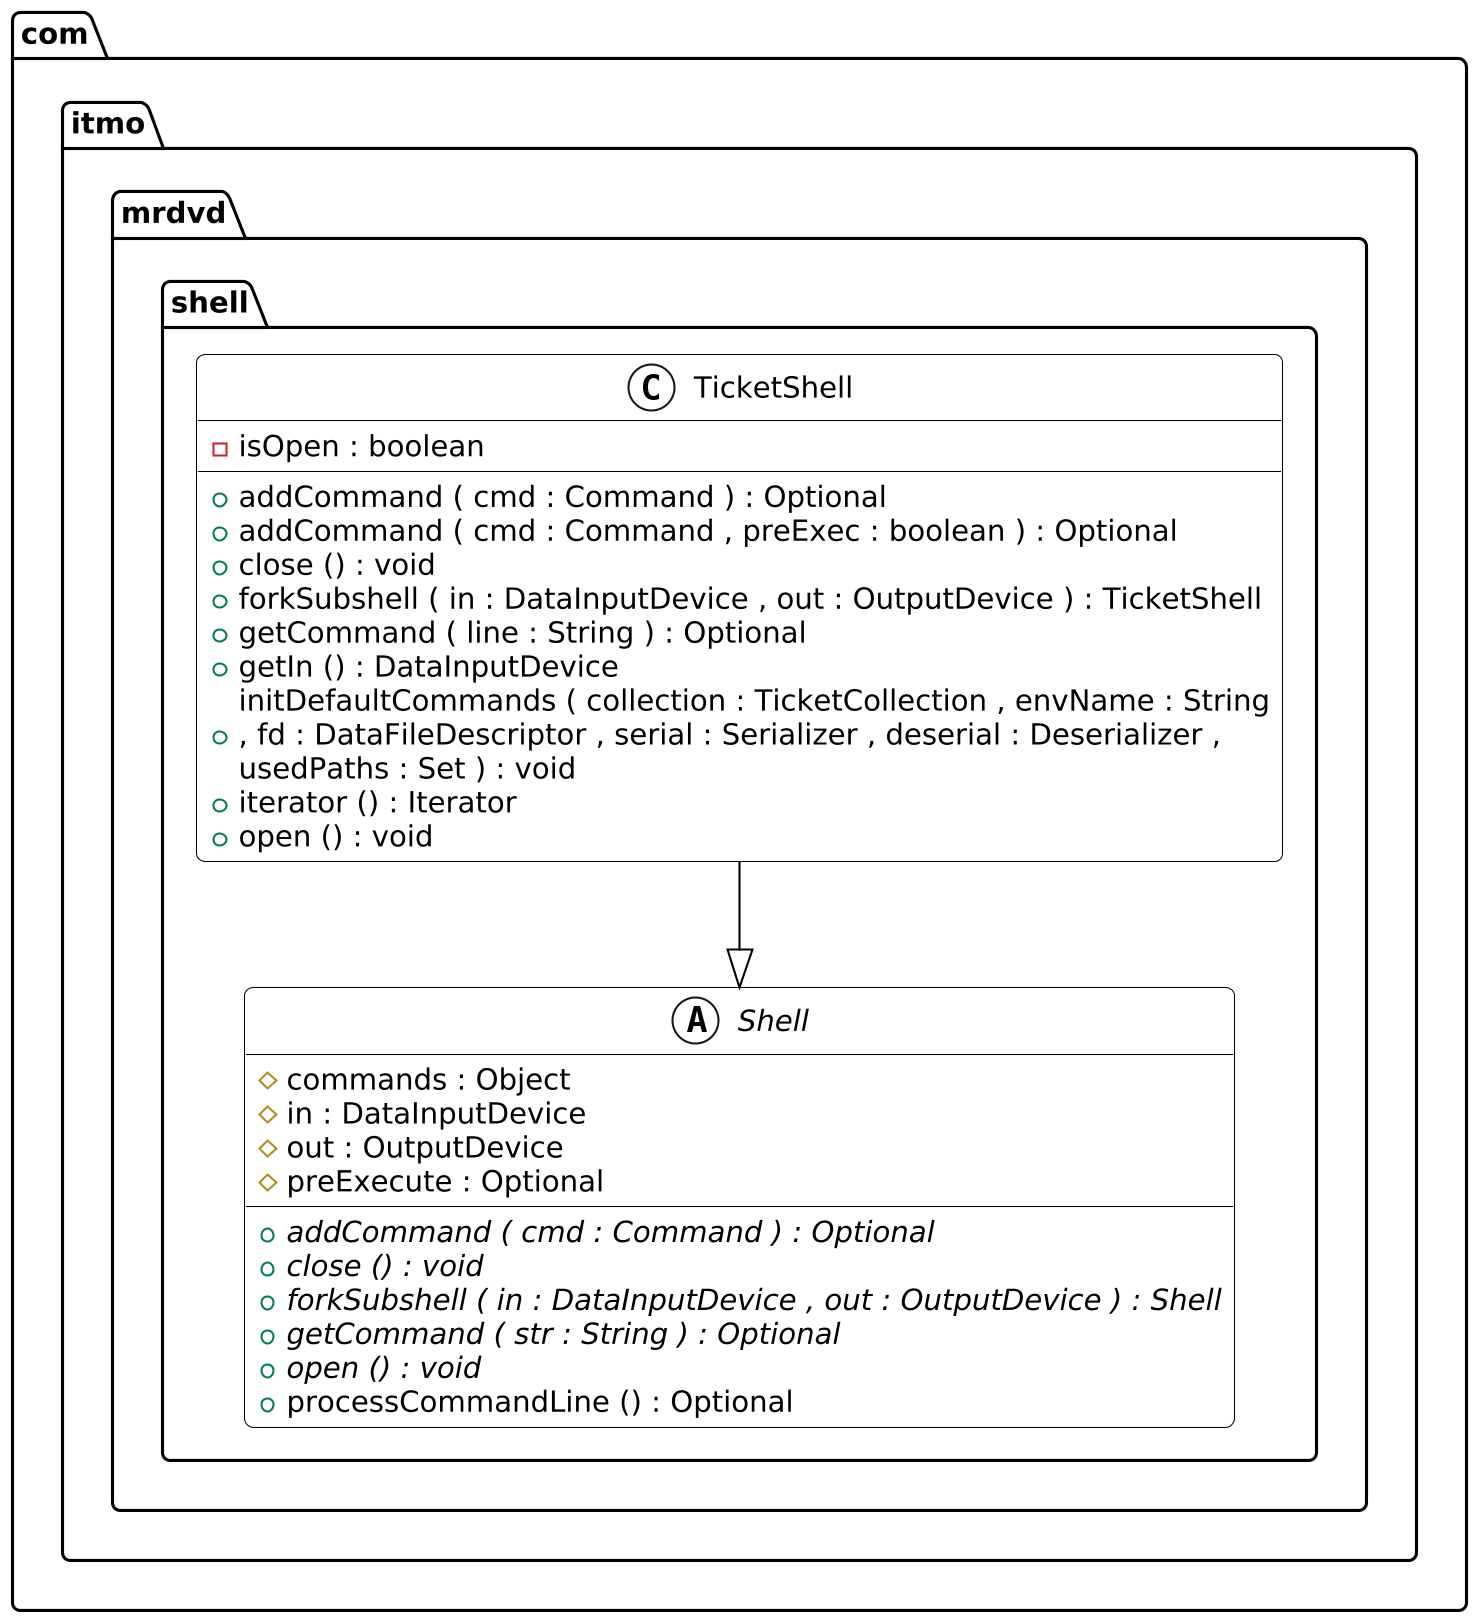 com
itmo
mrdvd
shell
C TicketShell
isOpen : boolean
addCommand ( cmd : Command ) : Optional
addCommand ( cmd : Command , preExec : boolean ) : Optional
close () : void
forkSubshell ( in : DataInputDevice , out : OutputDevice ) : TicketShell
getCommand ( line : String ) : Optional
getIn () : DataInputDevice
initDefaultCommands ( collection : TicketCollection , envName : String
, fd : DataFileDescriptor , serial : Serializer , deserial : Deserializer ,
usedPaths : Set ) : void
iterator () : Iterator
open () : void
A Shell
commands : Object
in : DataInputDevice
out : OutputDevice
preExecute : Optional
addCommand ( cmd : Command ) : Optional
close () : void
forkSubshell ( in : DataInputDevice , out : OutputDevice ) : Shell
getCommand ( str : String ) : Optional
open () : void
processCommandLine () : Optional